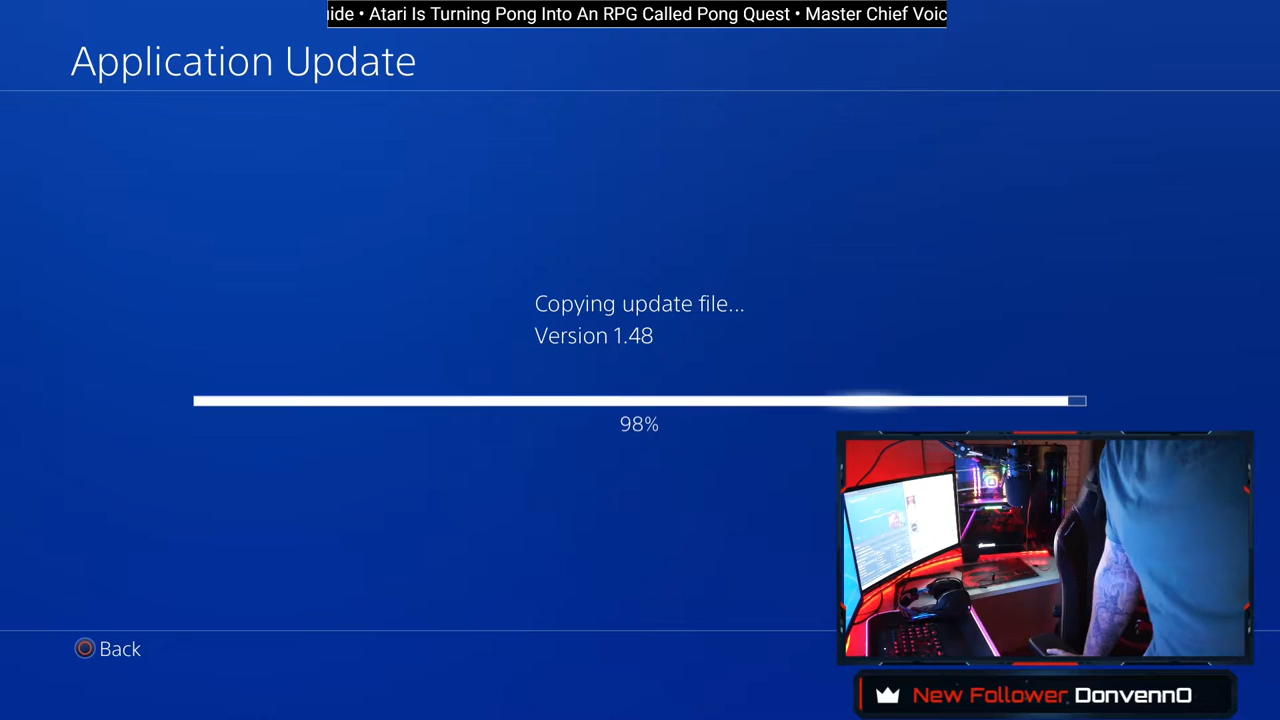 ide • Atari Is Turning Pong Into An RPG Called Pong Quest • Master Chief Voic
Application Update
Copying update file...
Version 1.48
98%
Back
New Follower DonvennO